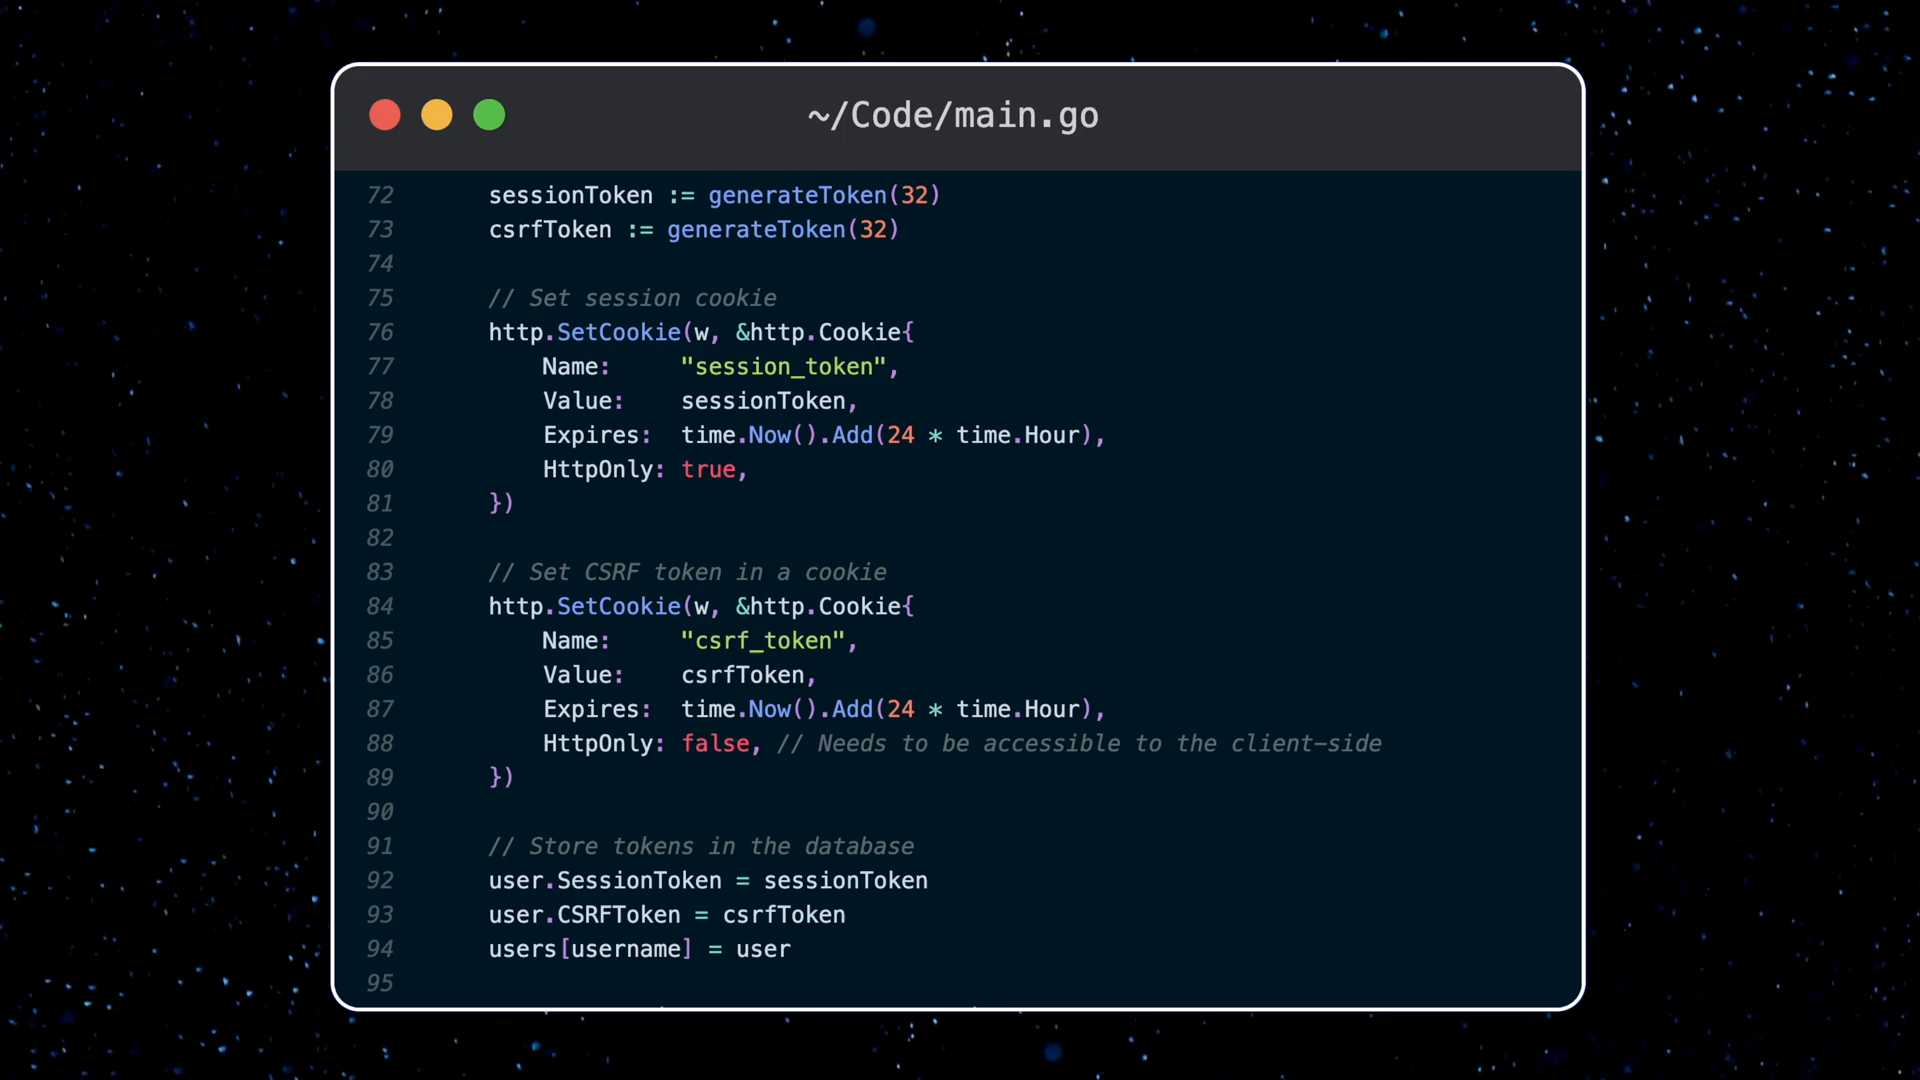 ~/Code/main.go
72 sessionToken := generateToken(32)
73 csrfToken := generateToken(32)
74
75 // Set session cookie
76 http.SetCookie(w, &http.Cookie{
77 Name: "session_token",
78 Value: sessionToken,
79 Expires: time.Now().Add(24 * time.Hour),
80 HttpOnly: true,
81 })
82
83 // Set CSRF token in a cookie
84 http.SetCookie(w, &http.Cookie{
85 Name: "csrf_token",
86 Value: csrfToken,
87 Expires: time.Now().Add(24 * time.Hour),
88 HttpOnly: false, // Needs to be accessible to the client-side
89 })
90
91 // Store tokens in the database
92 user.SessionToken = sessionToken
93 user.CSRFToken = csrfToken
94 users[username] = user
95